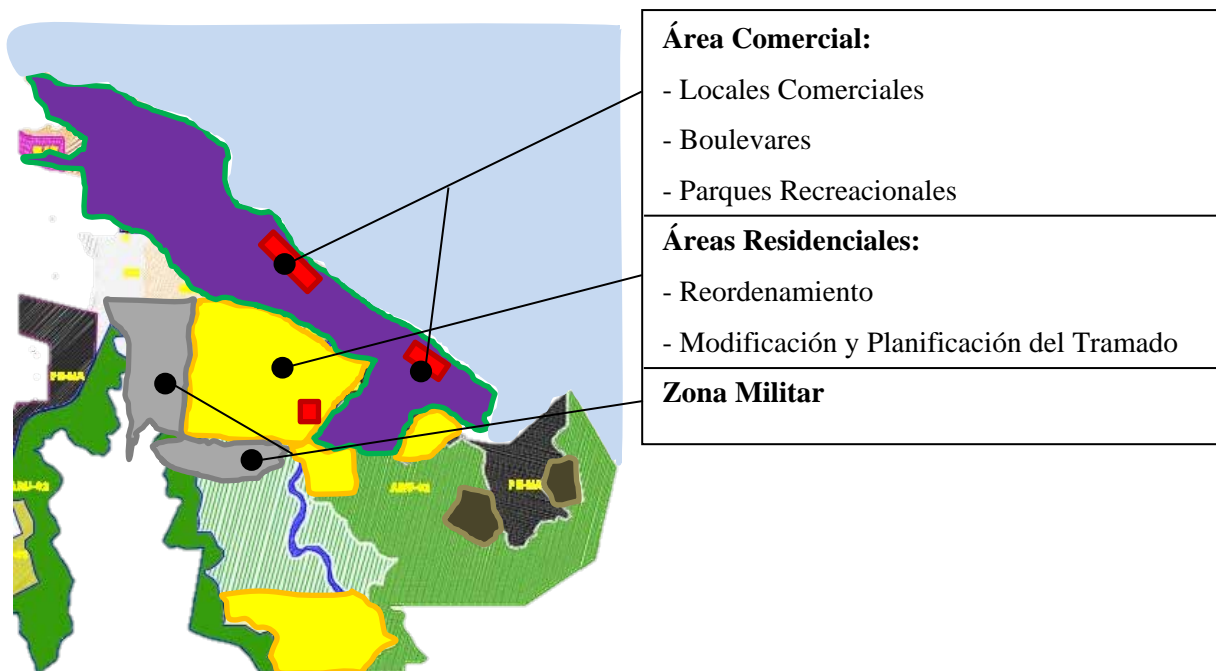 Área Comercial:
- Locales Comerciales
- Boulevares
- Parques Recreacionales
Áreas Residenciales:
- Reordenamiento
- Modificación y Planificación del Tramado
Zona Militar